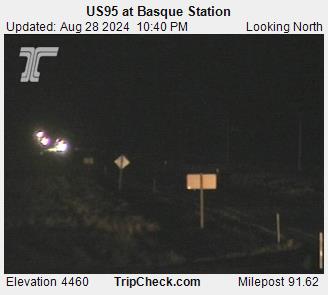 US95 at Basque Station
Updated: Aug 28 2024 10:40 PM Looking North
Elevation 4460 TripCheck.com Milepost 91.62